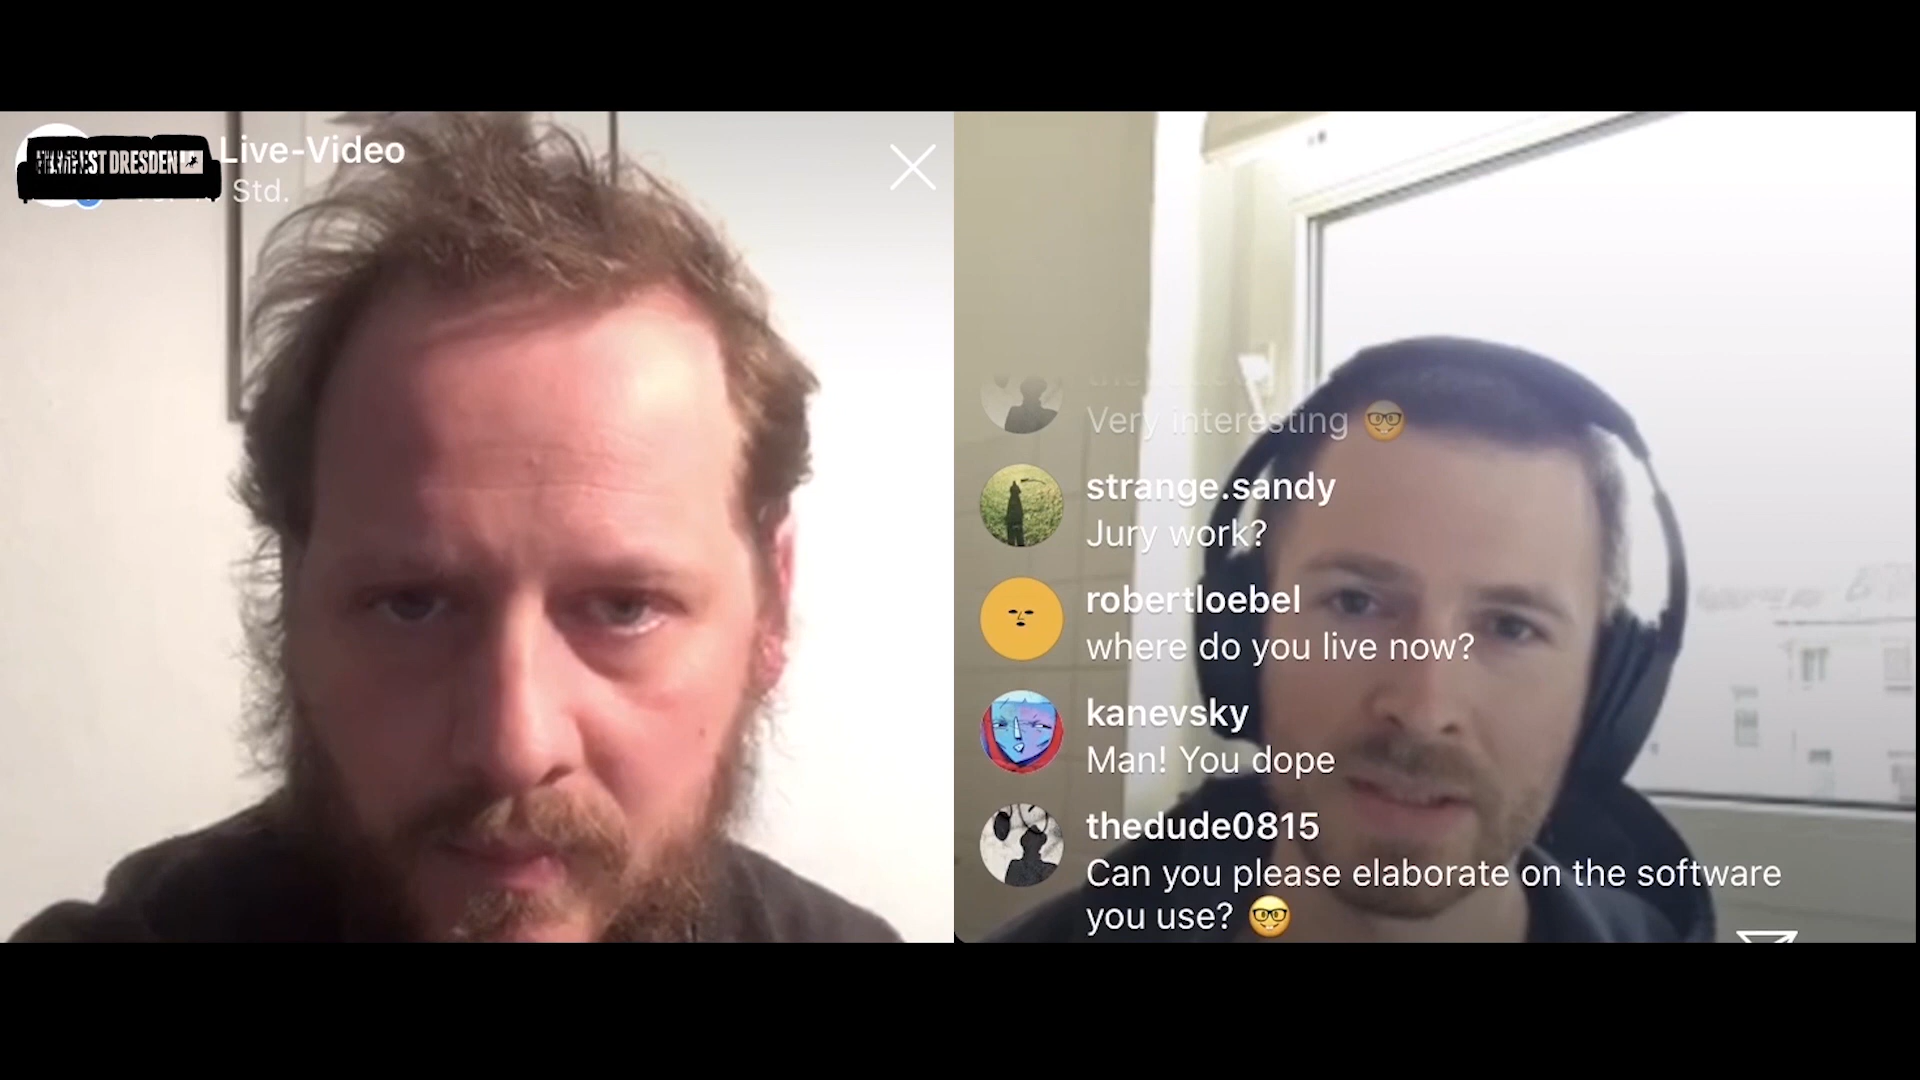 ST DRESDEN
Live-Video
Std.
Very interesting 🤓
strange.sandy
Jury work?
robertloebel
where do you live now?
kanevsky
Man! You dope
thedude0815
Can you please elaborate on the software
you use? 🤓